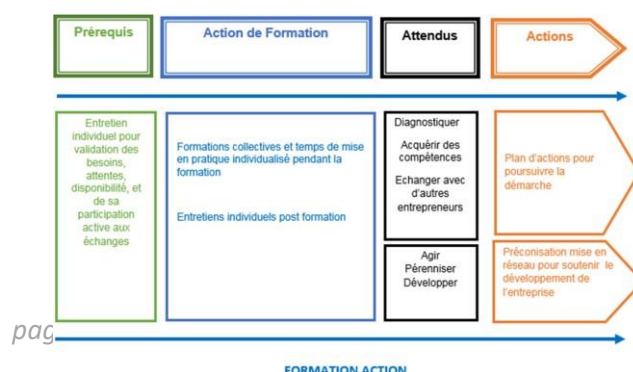 Prérequis
Action de Formation
Attendus
Actions
Entretien
individuel pour
validation des
besoins,
attentes,
disponibilité, et
de sa
participation
active aux
échanges
Formations collectives et temps de mise
en pratique individualisé pendant la
formation
Entretiens individuels post formation
Diagnostiquer
Acquérir des
compétences
Echanger avec
d'autres
entrepreneurs
Agir
Pérenniser
Développer
Plan d'actions pour
poursuivre la
démarche
Préconisation mise en
réseau pour soutenir le
développement de
l'entreprise
FORMATION ACTION